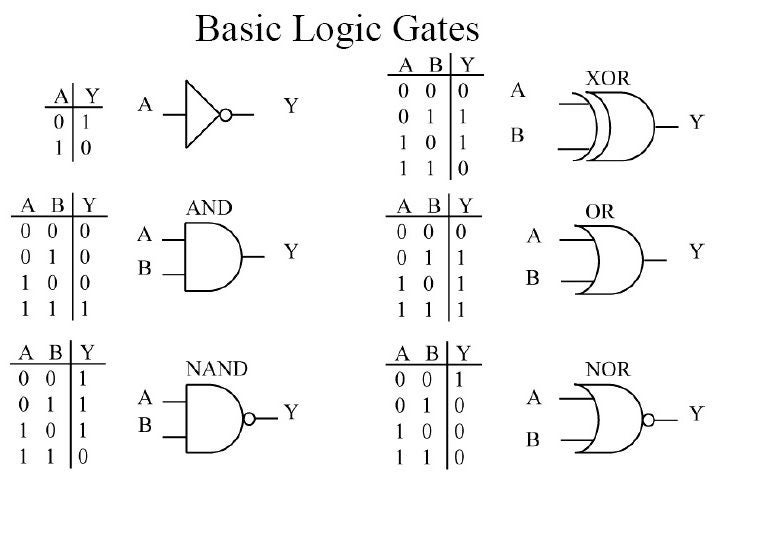 Basic Logic Gates
A Y
0 1
1 0
A
Y
A B Y
0 0 0
0 1 1
1 0 1
1 1 0
XOR
A
B
Y
A B Y
0 0 0
0 1 0
1 0 0
1 1 1
AND
A
B
Y
A B Y
0 0 0
0 1 1
1 0 1
1 1 1
OR
A
B
Y
A B Y
0 0 1
0 1 1
1 0 1
1 1 0
NAND
A
B
Y
A B Y
0 0 1
0 1 0
1 0 0
1 1 0
NOR
A
B
Y